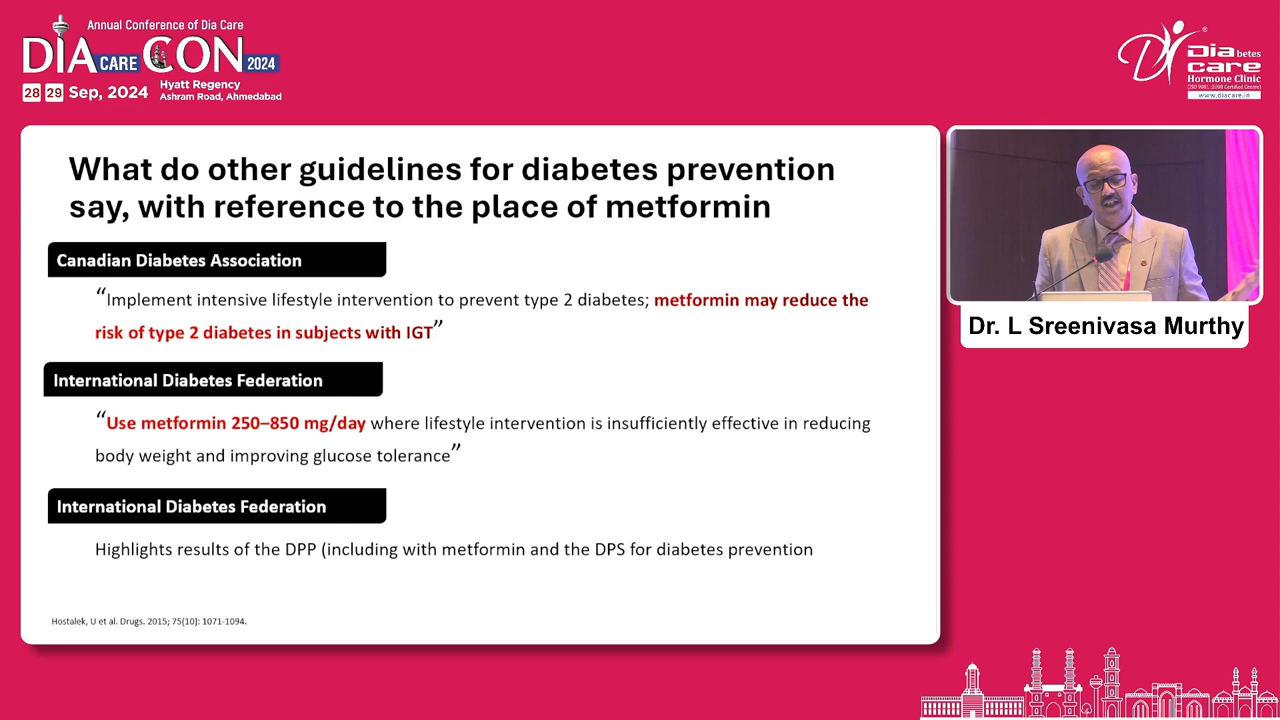 Annual Conference of Dia Care
DIA CARE CON 2024
28 29 Sep, 2024
Hyatt Regency
Ashram Road, Ahmedabad
Diabetes
care
Hormone Clinic
(ISO 9001:2008 Certified Centre)
www.diacare.in
What do other guidelines for diabetes prevention
say, with reference to the place of metformin
Canadian Diabetes Association
“Implement intensive lifestyle intervention to prevent type 2 diabetes; metformin may reduce the
risk of type 2 diabetes in subjects with IGT”
International Diabetes Federation
“Use metformin 250–850 mg/day where lifestyle intervention is insufficiently effective in reducing
body weight and improving glucose tolerance”
International Diabetes Federation
Highlights results of the DPP (including with metformin and the DPS for diabetes prevention
Hostalek, U et al. Drugs. 2015; 75(10): 1071-1094.
Dr. L Sreenivasa Murthy